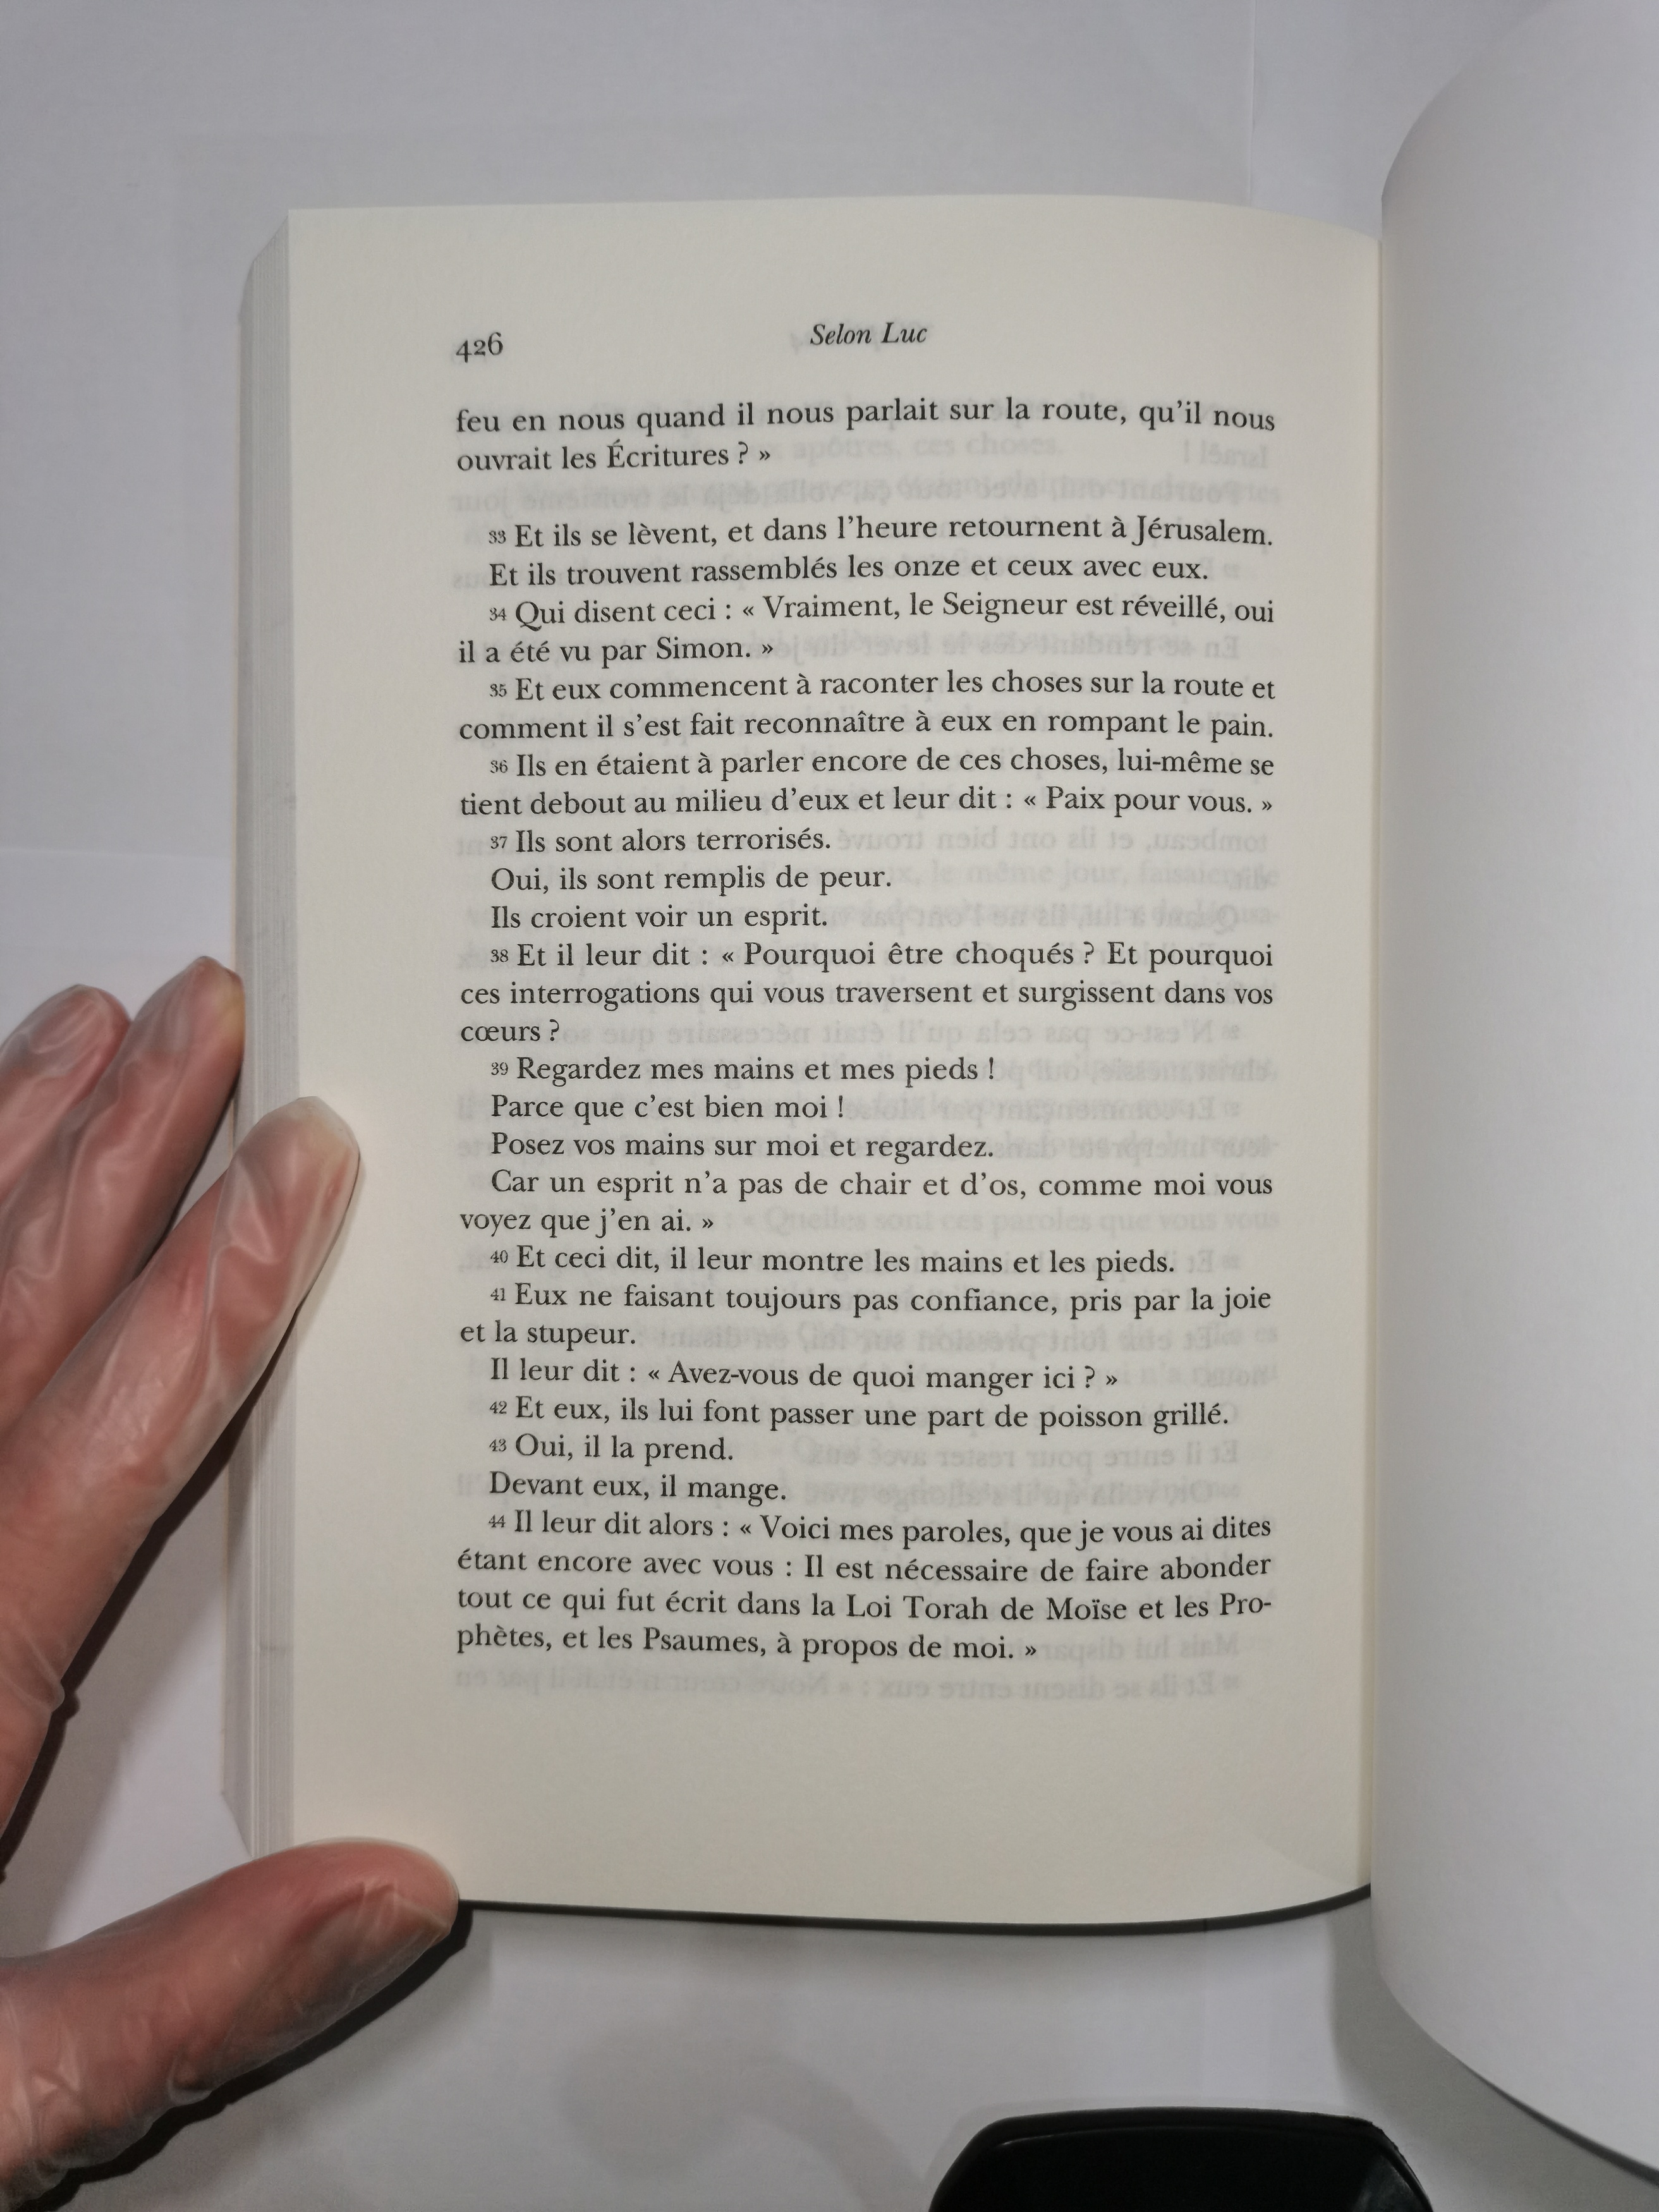 426
Selon Luc
feu en nous quand il nous parlait sur la route, qu'il nous
ouvrait les Écritures ? »
33 Et ils se lèvent, et dans l'heure retournent à Jérusalem.
Et ils trouvent rassemblés les onze et ceux avec eux.
34 Qui disent ceci : « Vraiment, le Seigneur est réveillé, oui
il a été vu par Simon. »
35 Et eux commencent à raconter les choses sur la route et
comment il s'est fait reconnaître à eux en rompant le pain.
36 Ils en étaient à parler encore de ces choses, lui-même se
tient debout au milieu d'eux et leur dit : « Paix pour vous. »
37 Ils sont alors terrorisés.
Oui, ils sont remplis de peur.
Ils croient voir un esprit.
38 Et il leur dit : « Pourquoi être choqués ? Et pourquoi
ces interrogations qui vous traversent et surgissent dans vos
cœurs ?
39 Regardez mes mains et mes pieds !
Parce que c'est bien moi !
Posez vos mains sur moi et regardez.
Car un esprit n'a pas de chair et d'os, comme moi vous
voyez que j'en ai. »
40 Et ceci dit, il leur montre les mains et les pieds.
41 Eux ne faisant toujours pas confiance, pris par la joie
et la stupeur.
Il leur dit : « Avez-vous de quoi manger ici ? »
42 Et eux, ils lui font passer une part de poisson grillé.
43 Oui, il la prend.
Devant eux, il mange.
44 Il leur dit alors : « Voici mes paroles, que je vous ai dites
étant encore avec vous : Il est nécessaire de faire abonder
tout ce qui fut écrit dans la Loi Torah de Moïse et les Pro-
phètes, et les Psaumes, à propos de moi. »